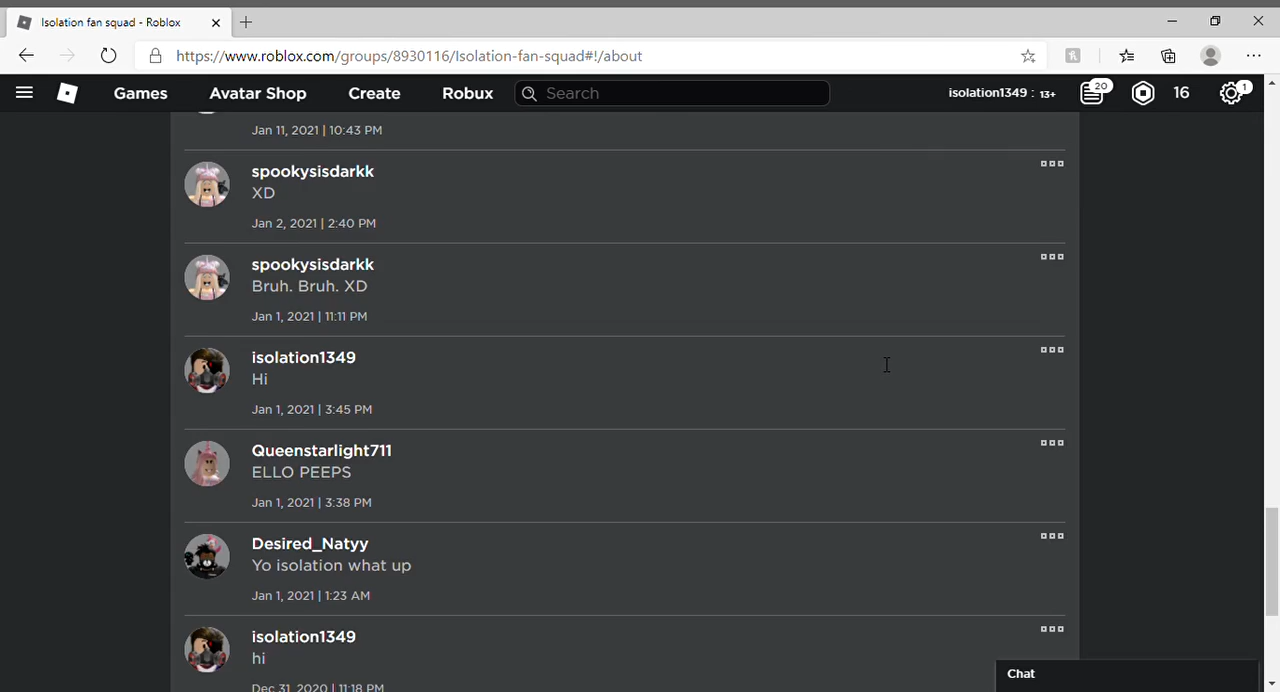 Isolation fan squad - Roblox
https://www.roblox.com/groups/8930116/Isolation-fan-squad#!/about
Games Avatar Shop Create Robux Search isolation1349 : 13+ 20 16 1
Jan 11, 2021 | 10:43 PM
spookysisdarkk
XD
Jan 2, 2021 | 2:40 PM
spookysisdarkk
Bruh. Bruh. XD
Jan 1, 2021 | 11:11 PM
isolation1349
Hi
Jan 1, 2021 | 3:45 PM
Queenstarlight711
ELLO PEEPS
Jan 1, 2021 | 3:38 PM
Desired_Natyy
Yo isolation what up
Jan 1, 2021 | 1:23 AM
isolation1349
hi
Dec 31, 2020 | 11:18 PM
Chat